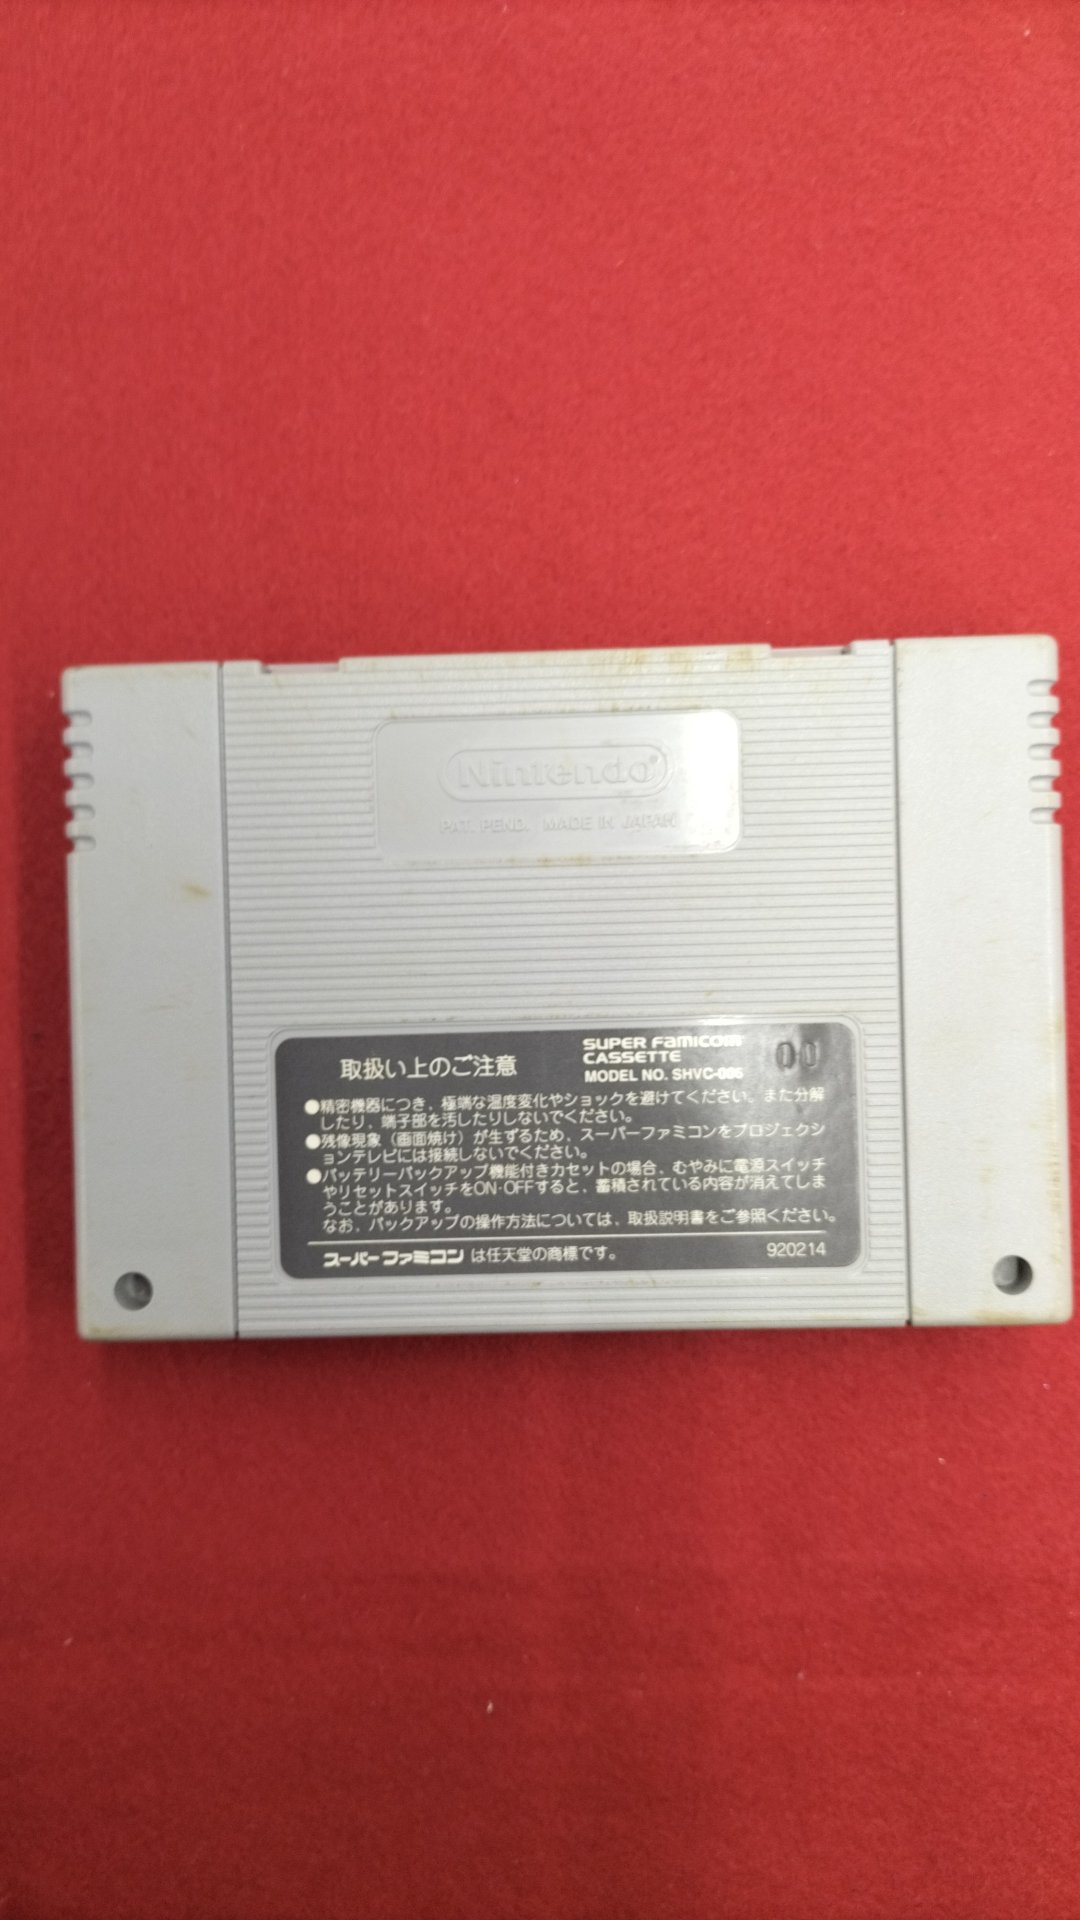 Nintendo®
PAT. PEND. MADE IN JAPAN
取扱い上のご注意
SUPER FAMICOM
CASSETTE
MODEL NO. SHVC-006
00
●精密機器につき、極端な温度変化やショックを避けてください。また分解
したり、端子部を汚したりしないでください。
●残像現象（画面焼け）が生ずるため、スーパーファミコンをプロジェクシ
ョンテレビには接続しないでください。
●バッテリーバックアップ機能付きカセットの場合、むやみに電源スイッチ
やリセットスイッチをON·OFFすると、蓄積されている内容が消えてしま
うことがあります。
なお、バックアップの操作方法については、取扱説明書をご参照ください。
スーパーファミコン は任天堂の商標です。
920214